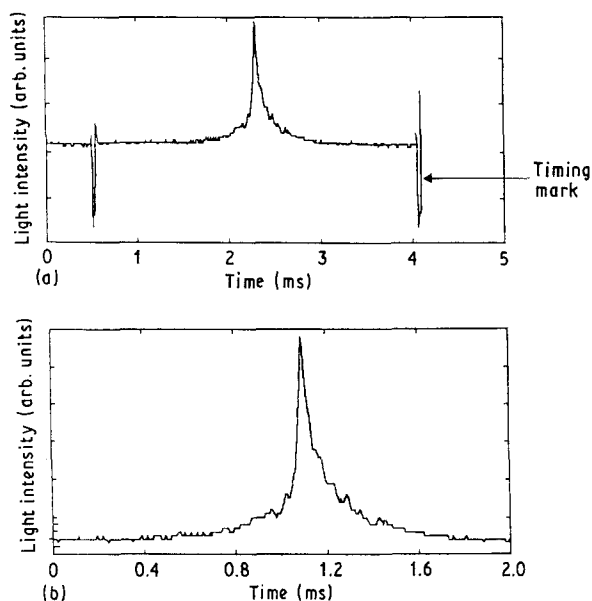 Light intensity (arb. units)
Timing
mark
0 1 2 3 4 5
(a) Time (ms)
Light intensity (arb. units)
0 0.4 0.8 1.2 1.6 2.0
(b) Time (ms)